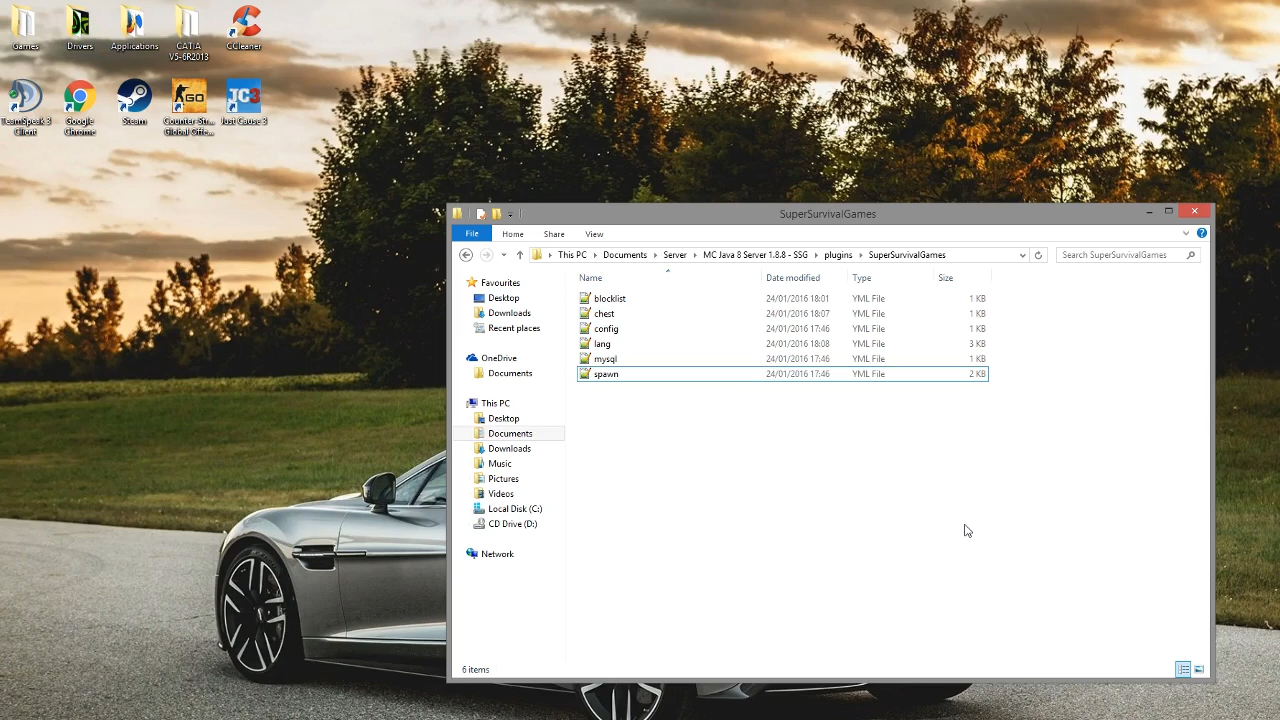 Games
Drivers
Applications
CATIA
V5-6R2013
CCleaner
TeamSpeak 3
Client
Google
Chrome
Steam
Counter-Str...
Global Offe...
Just Cause 3
GO
JC3
SuperSurvivalGames
File Home Share View
This PC Documents Server MC Java 8 Server 1.8.8 - SSG plugins SuperSurvivalGames
Search SuperSurvivalGames
Name Date modified Type Size
blocklist 24/01/2016 18:01 YML File 1 KB
chest 24/01/2016 18:07 YML File 1 KB
config 24/01/2016 17:46 YML File 1 KB
lang 24/01/2016 18:08 YML File 3 KB
mysql 24/01/2016 17:46 YML File 1 KB
spawn 24/01/2016 17:46 YML File 2 KB
Favourites
Desktop
Downloads
Recent places
OneDrive
Documents
This PC
Desktop
Documents
Downloads
Music
Pictures
Videos
Local Disk (C:)
CD Drive (D:)
Network
6 items